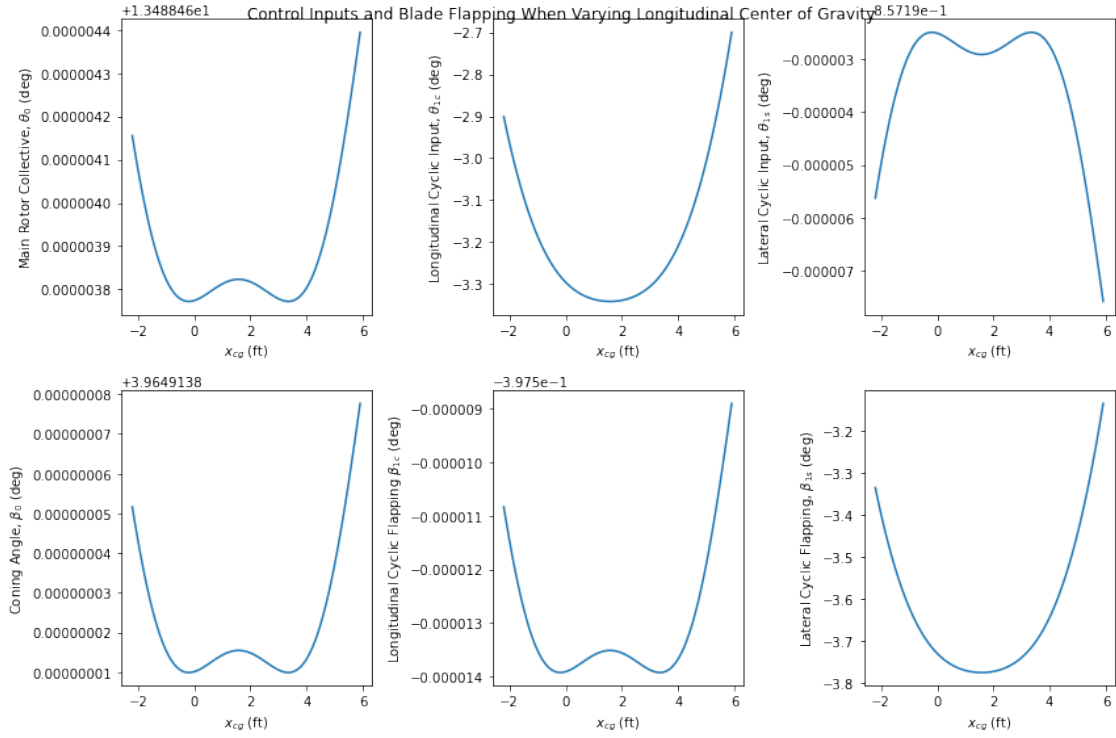 Control Inputs and Blade Flapping When Varying Longitudinal Center of Gravity
+1.348846e1
0.0000044
0.0000043
0.0000042
0.0000041
0.0000040
0.0000039
0.0000038
Main Rotor Collective, θ₀ (deg)
−2 0 2 4 6
x_cg (ft)
−2.7
−2.8
−2.9
−3.0
−3.1
−3.2
−3.3
Longitudinal Cyclic Input, θ₁c (deg)
−2 0 2 4 6
x_cg (ft)
−8.5719e−1
−0.000003
−0.000004
−0.000005
−0.000006
−0.000007
Lateral Cyclic Input, θ₁s (deg)
−2 0 2 4 6
x_cg (ft)
+3.9649138
0.00000008
0.00000007
0.00000006
0.00000005
0.00000004
0.00000003
0.00000002
0.00000001
Coning Angle, β₀ (deg)
−2 0 2 4 6
x_cg (ft)
−3.975e−1
−0.000009
−0.000010
−0.000011
−0.000012
−0.000013
−0.000014
Longitudinal Cyclic Flapping β₁c (deg)
−2 0 2 4 6
x_cg (ft)
−3.2
−3.3
−3.4
−3.5
−3.6
−3.7
−3.8
Lateral Cyclic Flapping, β₁s (deg)
−2 0 2 4 6
x_cg (ft)